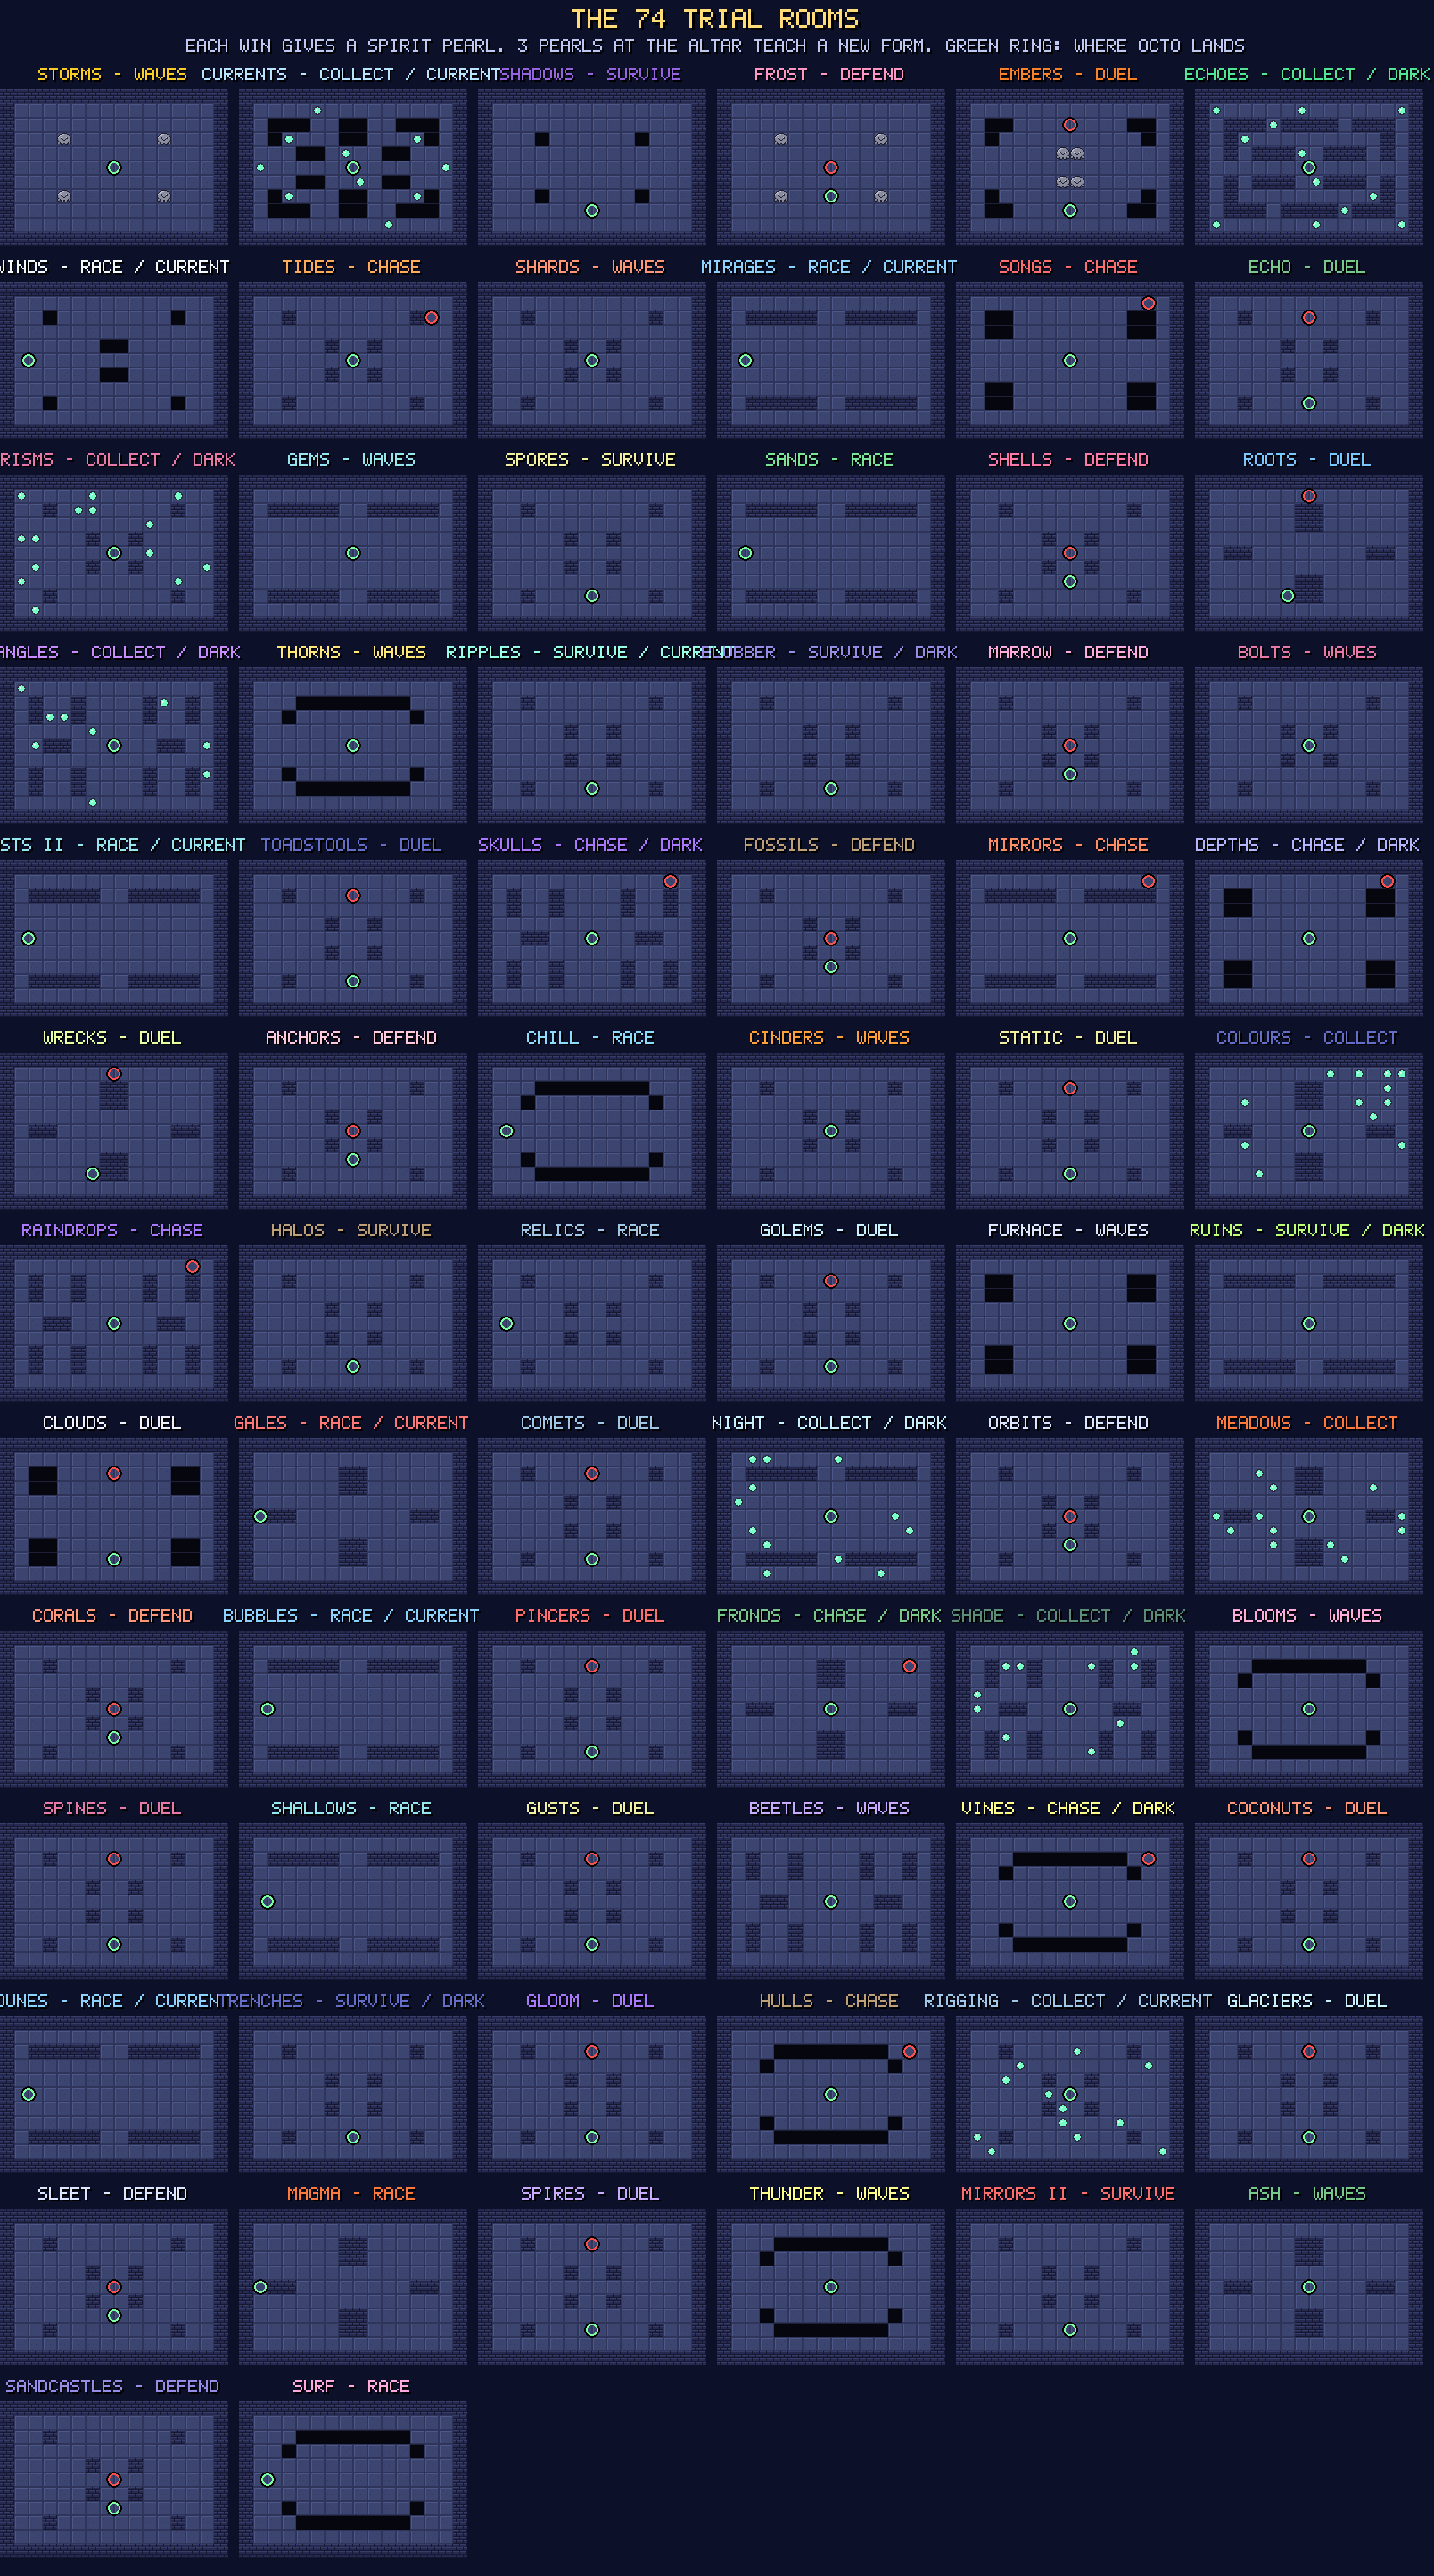 THE 74 TRIAL ROOMS
EACH WIN GIVES A SPIRIT PEARL. 3 PEARLS AT THE ALTAR TEACH A NEW FORM. GREEN RING: WHERE OCTO LANDS
STORMS - WAVES CURRENTS - COLLECT / CURRENT SHADOWS - SURVIVE FROST - DEFEND EMBERS - DUEL ECHOES - COLLECT / DARK
WINDS - RACE / CURRENT TIDES - CHASE SHARDS - WAVES MIRAGES - RACE / CURRENT SONGS - CHASE ECHO - DUEL
RISMS - COLLECT / DARK GEMS - WAVES SPORES - SURVIVE SANDS - RACE SHELLS - DEFEND ROOTS - DUEL
ANGLES - COLLECT / DARK THORNS - WAVES RIPPLES - SURVIVE / CURRENT - SURVIVE / DARK MARROW - DEFEND BOLTS - WAVES
STS II - RACE / CURRENT TOADSTOOLS - DUEL SKULLS - CHASE / DARK FOSSILS - DEFEND MIRRORS - CHASE DEPTHS - CHASE / DARK
WRECKS - DUEL ANCHORS - DEFEND CHILL - RACE CINDERS - WAVES STATIC - DUEL COLOURS - COLLECT
RAINDROPS - CHASE HALOS - SURVIVE RELICS - RACE GOLEMS - DUEL FURNACE - WAVES RUINS - SURVIVE / DARK
CLOUDS - DUEL GALES - RACE / CURRENT COMETS - DUEL NIGHT - COLLECT / DARK ORBITS - DEFEND MEADOWS - COLLECT
CORALS - DEFEND BUBBLES - RACE / CURRENT PINCERS - DUEL FRONDS - CHASE / DARK SHADE - COLLECT / DARK BLOOMS - WAVES
SPINES - DUEL SHALLOWS - RACE GUSTS - DUEL BEETLES - WAVES VINES - CHASE / DARK COCONUTS - DUEL
DUNES - RACE / CURRENT TRENCHES - SURVIVE / DARK GLOOM - DUEL HULLS - CHASE RIGGING - COLLECT / CURRENT GLACIERS - DUEL
SLEET - DEFEND MAGMA - RACE SPIRES - DUEL THUNDER - WAVES MIRRORS II - SURVIVE ASH - WAVES
SANDCASTLES - DEFEND SURF - RACE